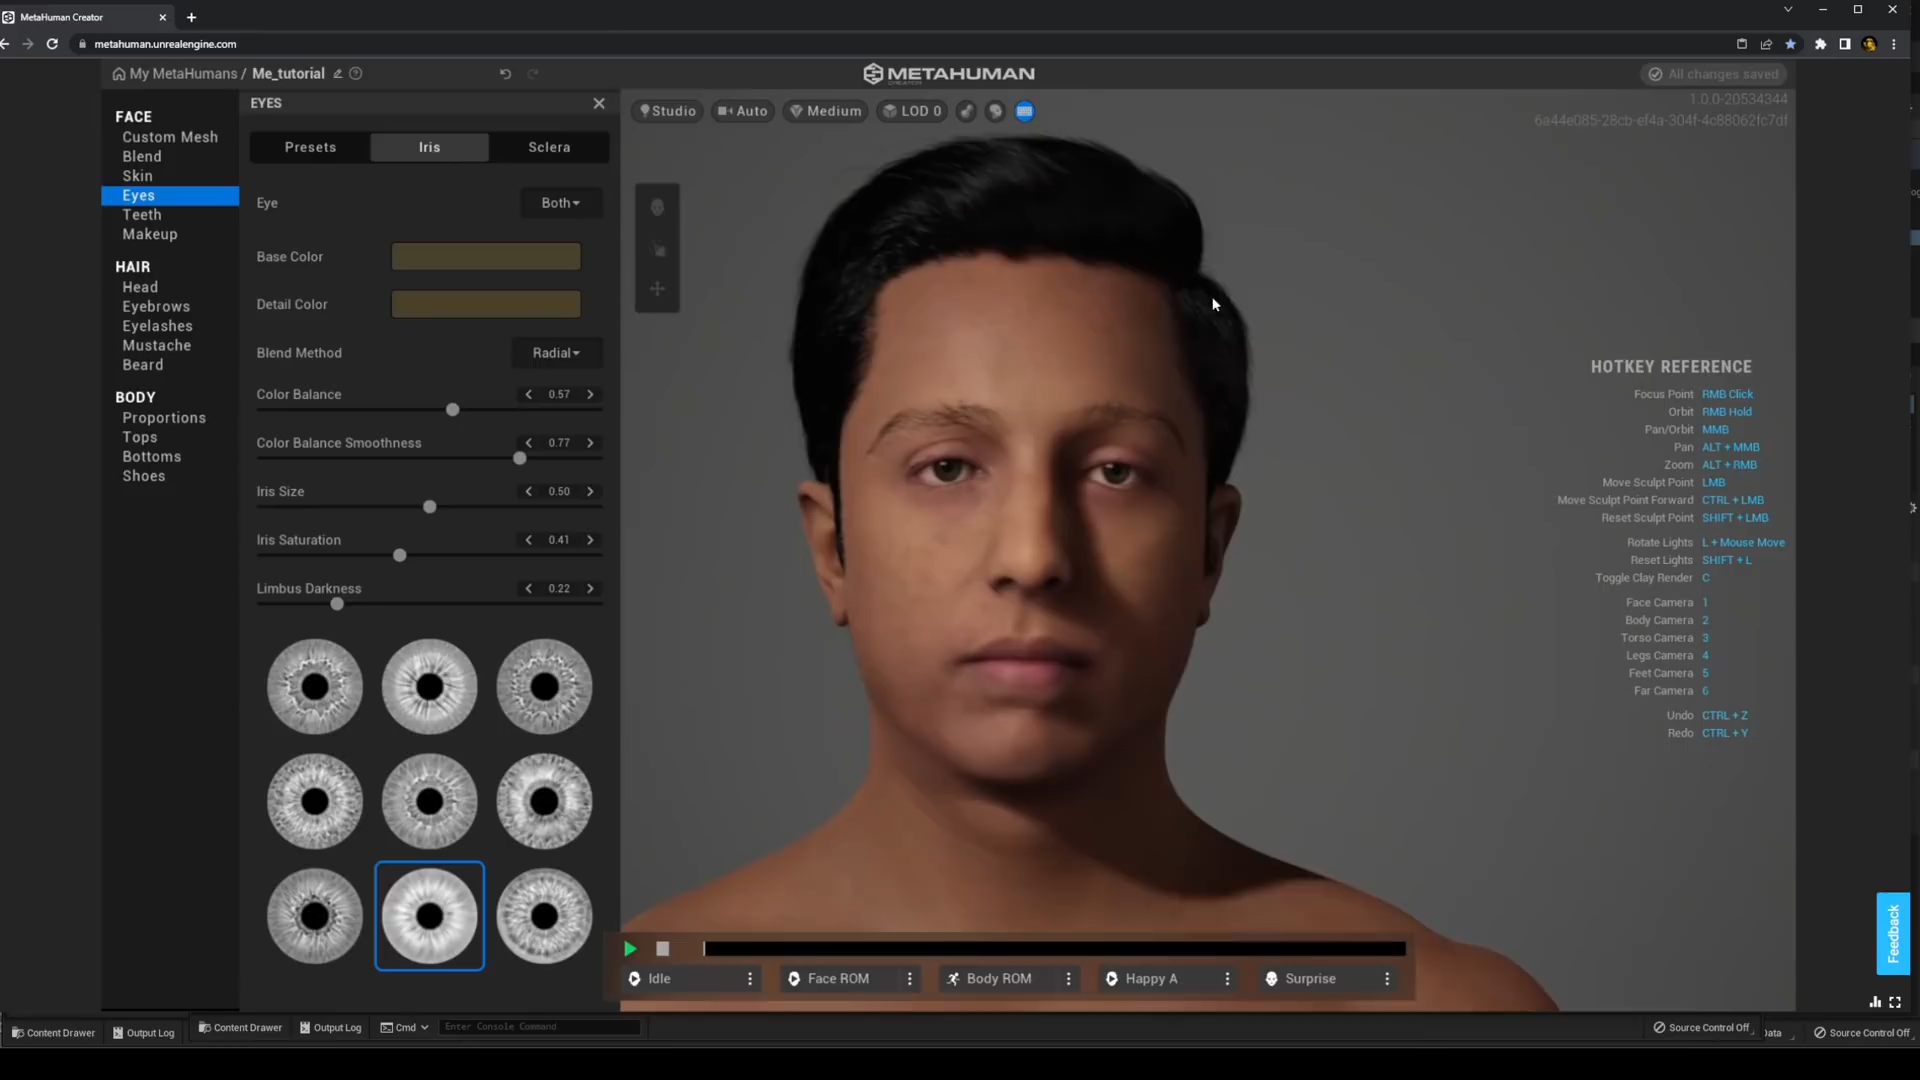 MetaHuman Creator
metahuman.unrealengine.com
My MetaHumans / Me_tutorial
METAHUMAN
CREATOR
All changes saved
1.0.0-20534344
6a44e085-28cb-ef4a-304f-4c88062fc7df
FACE
Custom Mesh
Blend
Skin
Eyes
Teeth
Makeup
HAIR
Head
Eyebrows
Eyelashes
Mustache
Beard
BODY
Proportions
Tops
Bottoms
Shoes
EYES
Presets Iris Sclera
Eye Both
Base Color
Detail Color
Blend Method Radial
Color Balance 0.57
Color Balance Smoothness 0.77
Iris Size 0.50
Iris Saturation 0.41
Limbus Darkness 0.22
Studio Auto Medium LOD 0
HOTKEY REFERENCE
Focus Point RMB Click
Orbit RMB Hold
Pan/Orbit MMB
Pan ALT + MMB
Zoom ALT + RMB
Move Sculpt Point LMB
Move Sculpt Point Forward CTRL + LMB
Reset Sculpt Point SHIFT + LMB
Rotate Lights L + Mouse Move
Reset Lights SHIFT + L
Toggle Clay Render C
Face Camera 1
Body Camera 2
Torso Camera 3
Legs Camera 4
Feet Camera 5
Far Camera 6
Undo CTRL + Z
Redo CTRL + Y
Feedback
Idle Face ROM Body ROM Happy A Surprise
Content Drawer Output Log Content Drawer Output Log Cmd Enter Console Command Source Control Off Data Source Control Off